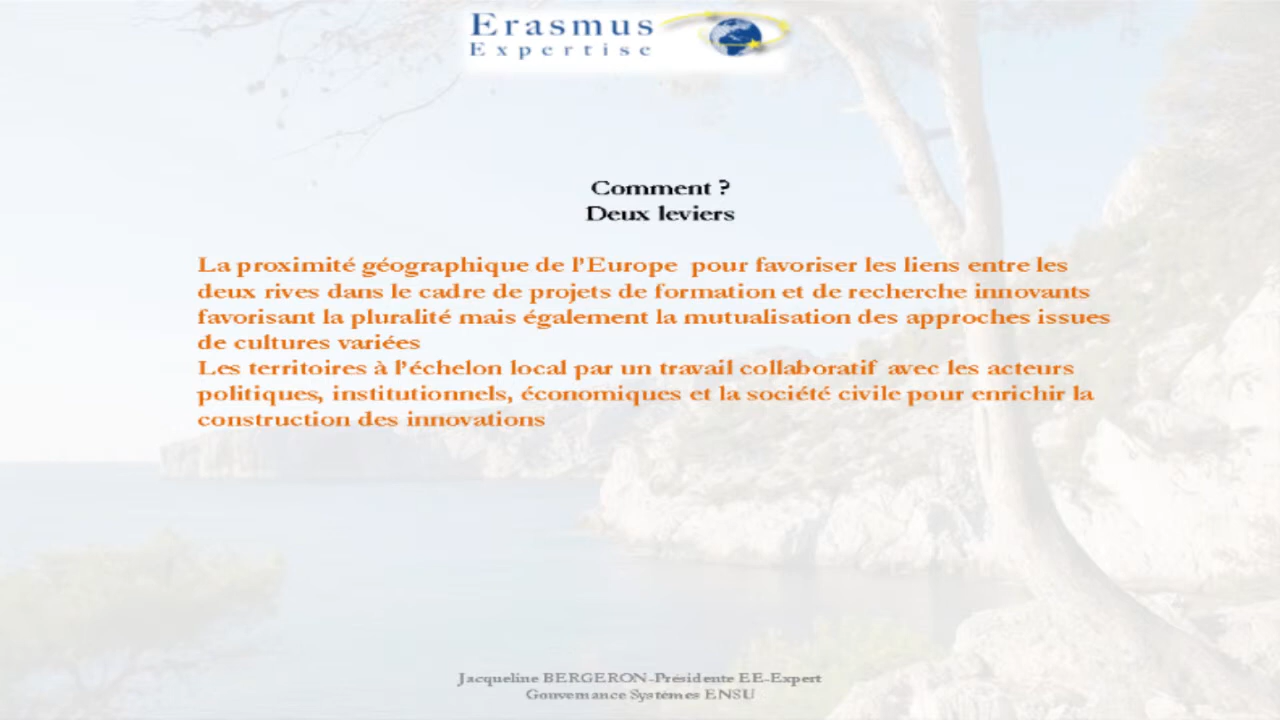 Erasmus
Expertise
Comment ?
Deux leviers
La proximité géographique de l'Europe pour favoriser les liens entre les
deux rives dans le cadre de projets de formation et de recherche innovants
favorisant la pluralité mais également la mutualisation des approches issues
de cultures variées
Les territoires à l'échelon local par un travail collaboratif avec les acteurs
politiques, institutionnels, économiques et la société civile pour enrichir la
construction des innovations
Jacqueline BERGERON-Présidente EE-Expert
Gouvernance Systèmes ENSU